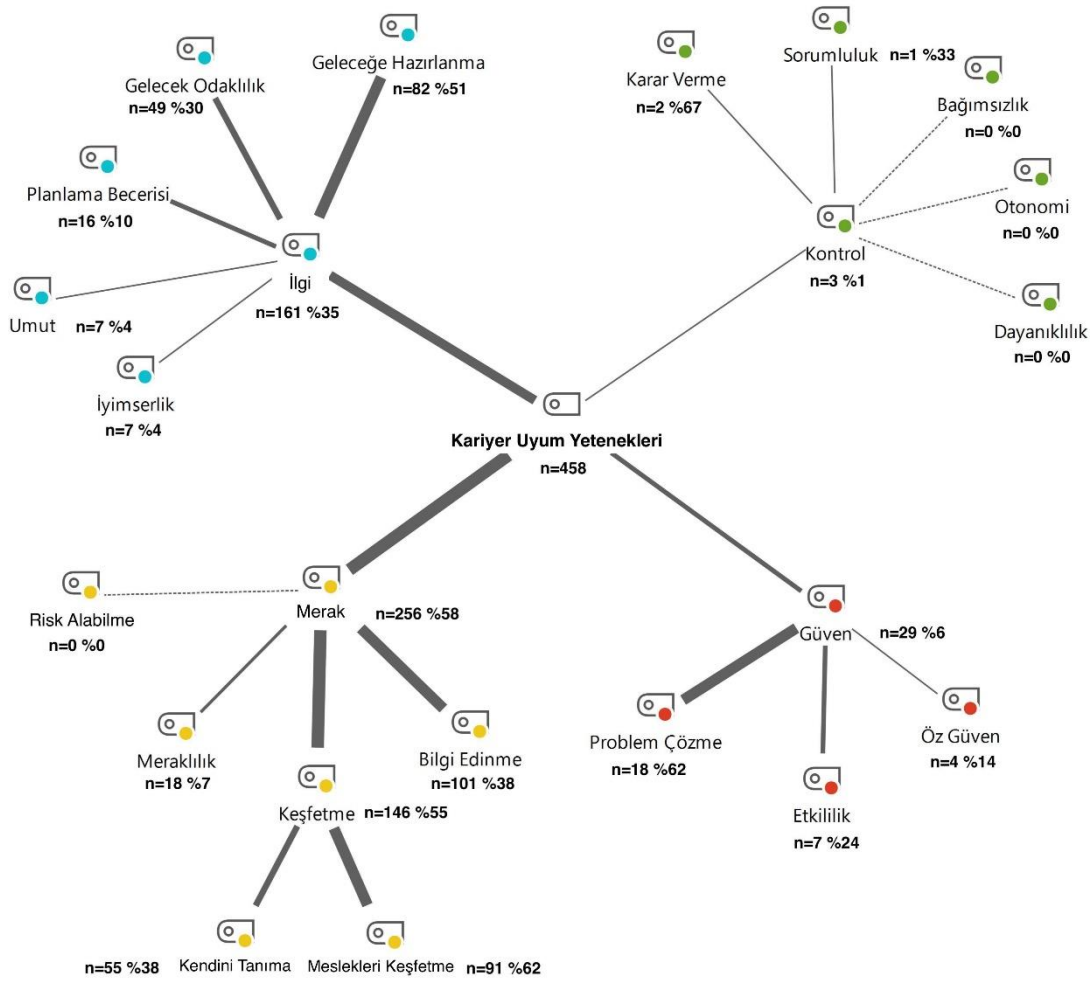 Geleceğe Hazırlanma
n=82 %51
Gelecek Odaklılık
n=49 %30
Planlama Becerisi
n=16 %10
Umut n=7 %4
İyimserlik
n=7 %4
İlgi
n=161 %35
Sorumluluk n=1 %33
Karar Verme
n=2 %67
Bağımsızlık
n=0 %0
Otonomi
n=0 %0
Dayanıklılık
n=0 %0
Kontrol
n=3 %1
Kariyer Uyum Yetenekleri
n=458
Merak n=256 %58
Risk Alabilme
n=0 %0
Meraklılık
n=18 %7
Bilgi Edinme
n=101 %38
Keşfetme n=146 %55
n=55 %38 Kendini Tanıma
Meslekleri Keşfetme n=91 %62
Güven n=29 %6
Problem Çözme
n=18 %62
Öz Güven
n=4 %14
Etkililik
n=7 %24